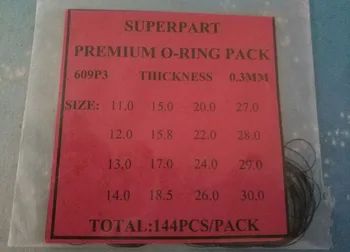 SUPERPART
PREMIUM O-RING PACK
609P3 THICKNESS 0.3MM
SIZE: 11.0 15.0 20.0 27.0
12.0 15.8 22.0 28.0
13.0 17.0 24.0 29.0
14.0 18.5 26.0 30.0
TOTAL:144PCS/PACK